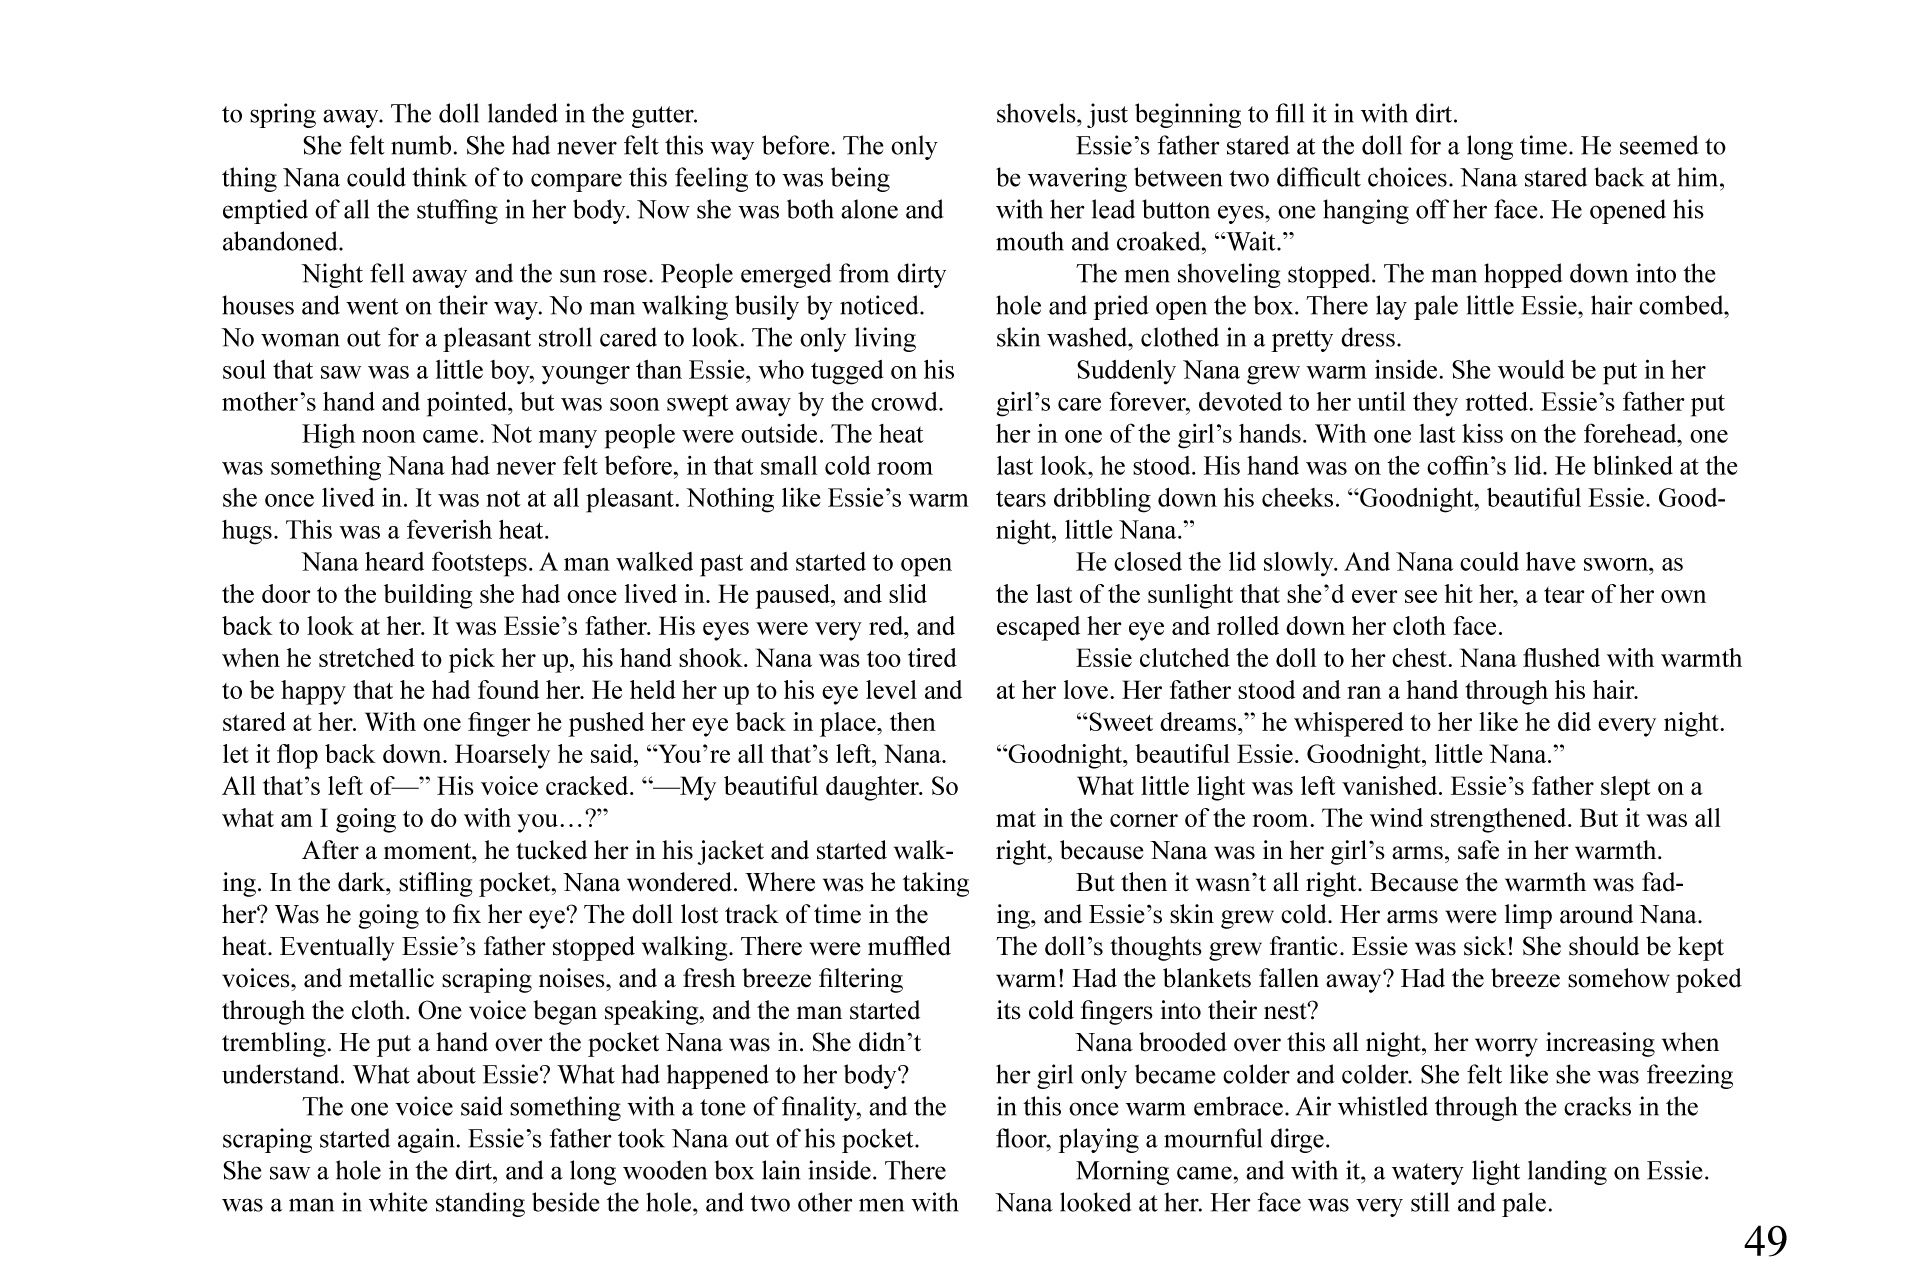 to spring away. The doll landed in the gutter.
She felt numb. She had never felt this way before. The only
thing Nana could think of to compare this feeling to was being
emptied of all the stuffing in her body. Now she was both alone and
abandoned.
Night fell away and the sun rose. People emerged from dirty
houses and went on their way. No man walking busily by noticed.
No woman out for a pleasant stroll cared to look. The only living
soul that saw was a little boy, younger than Essie, who tugged on his
mother’s hand and pointed, but was soon swept away by the crowd.
High noon came. Not many people were outside. The heat
was something Nana had never felt before, in that small cold room
she once lived in. It was not at all pleasant. Nothing like Essie’s warm
hugs. This was a feverish heat.
Nana heard footsteps. A man walked past and started to open
the door to the building she had once lived in. He paused, and slid
back to look at her. It was Essie’s father. His eyes were very red, and
when he stretched to pick her up, his hand shook. Nana was too tired
to be happy that he had found her. He held her up to his eye level and
stared at her. With one finger he pushed her eye back in place, then
let it flop back down. Hoarsely he said, “You’re all that’s left, Nana.
All that’s left of—” His voice cracked. “—My beautiful daughter. So
what am I going to do with you…?”
After a moment, he tucked her in his jacket and started walk-
ing. In the dark, stifling pocket, Nana wondered. Where was he taking
her? Was he going to fix her eye? The doll lost track of time in the
heat. Eventually Essie’s father stopped walking. There were muffled
voices, and metallic scraping noises, and a fresh breeze filtering
through the cloth. One voice began speaking, and the man started
trembling. He put a hand over the pocket Nana was in. She didn’t
understand. What about Essie? What had happened to her body?
The one voice said something with a tone of finality, and the
scraping started again. Essie’s father took Nana out of his pocket.
She saw a hole in the dirt, and a long wooden box lain inside. There
was a man in white standing beside the hole, and two other men with
shovels, just beginning to fill it in with dirt.
Essie’s father stared at the doll for a long time. He seemed to
be wavering between two difficult choices. Nana stared back at him,
with her lead button eyes, one hanging off her face. He opened his
mouth and croaked, “Wait.”
The men shoveling stopped. The man hopped down into the
hole and pried open the box. There lay pale little Essie, hair combed,
skin washed, clothed in a pretty dress.
Suddenly Nana grew warm inside. She would be put in her
girl’s care forever, devoted to her until they rotted. Essie’s father put
her in one of the girl’s hands. With one last kiss on the forehead, one
last look, he stood. His hand was on the coffin’s lid. He blinked at the
tears dribbling down his cheeks. “Goodnight, beautiful Essie. Good-
night, little Nana.”
He closed the lid slowly. And Nana could have sworn, as
the last of the sunlight that she’d ever see hit her, a tear of her own
escaped her eye and rolled down her cloth face.
Essie clutched the doll to her chest. Nana flushed with warmth
at her love. Her father stood and ran a hand through his hair.
“Sweet dreams,” he whispered to her like he did every night.
“Goodnight, beautiful Essie. Goodnight, little Nana.”
What little light was left vanished. Essie’s father slept on a
mat in the corner of the room. The wind strengthened. But it was all
right, because Nana was in her girl’s arms, safe in her warmth.
But then it wasn’t all right. Because the warmth was fad-
ing, and Essie’s skin grew cold. Her arms were limp around Nana.
The doll’s thoughts grew frantic. Essie was sick! She should be kept
warm! Had the blankets fallen away? Had the breeze somehow poked
its cold fingers into their nest?
Nana brooded over this all night, her worry increasing when
her girl only became colder and colder. She felt like she was freezing
in this once warm embrace. Air whistled through the cracks in the
floor, playing a mournful dirge.
Morning came, and with it, a watery light landing on Essie.
Nana looked at her. Her face was very still and pale.
49